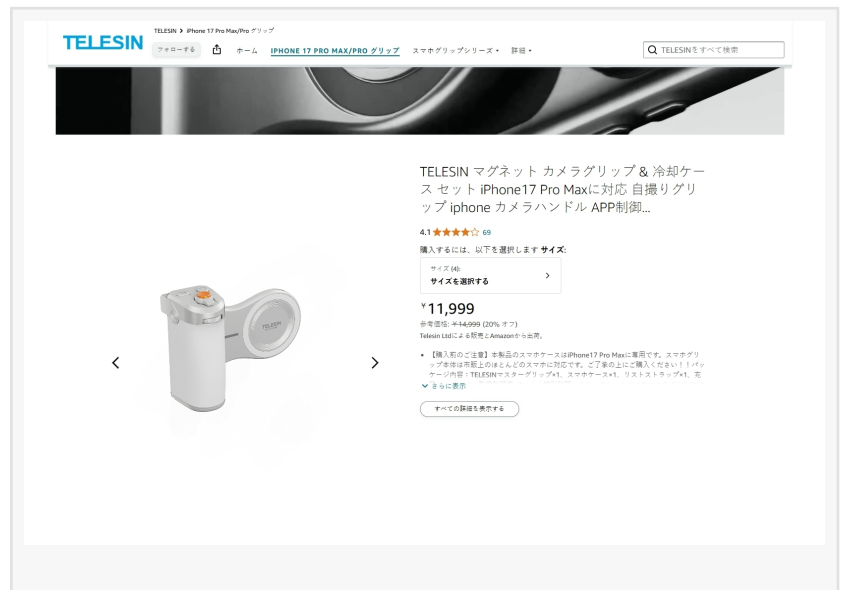 TELESIN
TELESIN › iPhone 17 Pro Max/Pro グリップ
フォローする
ホーム
IPHONE 17 PRO MAX/PRO グリップ
スマホグリップシリーズ
詳細
TELESINをすべて検索
TELESIN マグネット カメラグリップ & 冷却ケー
ス セット iPhone17 Pro Maxに対応 自撮りグリ
ップ iphone カメラハンドル APP制御...
4.1 69
購入するには、以下を選択します サイズ:
サイズ (4):
サイズを選択する
¥11,999
参考価格: ¥14,999 (20% オフ)
Telesin Ltdによる販売とAmazonから出荷。
• 【購入前のご注意】本製品のスマホケースはiPhone17 Pro Maxに専用です。スマホグリ
ップ本体は市販上のほとんどのスマホに対応です。ご了承の上にご購入ください！！パッ
ケージ内容：TELESINマスターグリップ*1、スマホケース*1、リストストラップ*1、充
さらに表示
すべての詳細を表示する
TELESIN